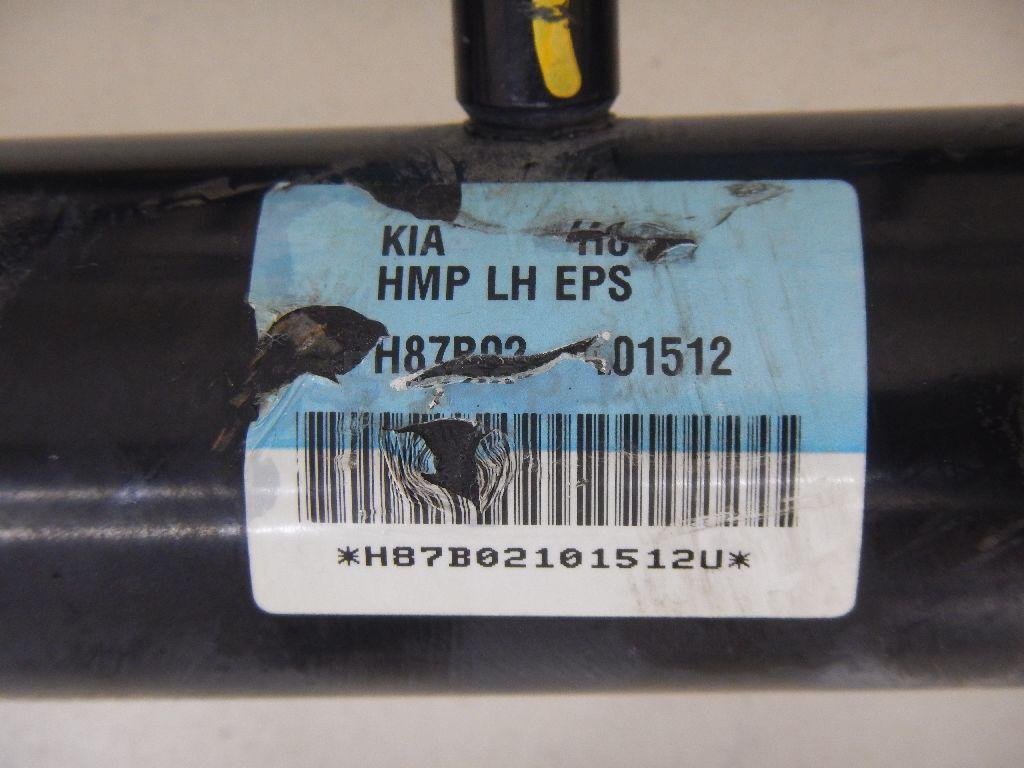 KIA
HMP LH EPS
*H87B02101512U*